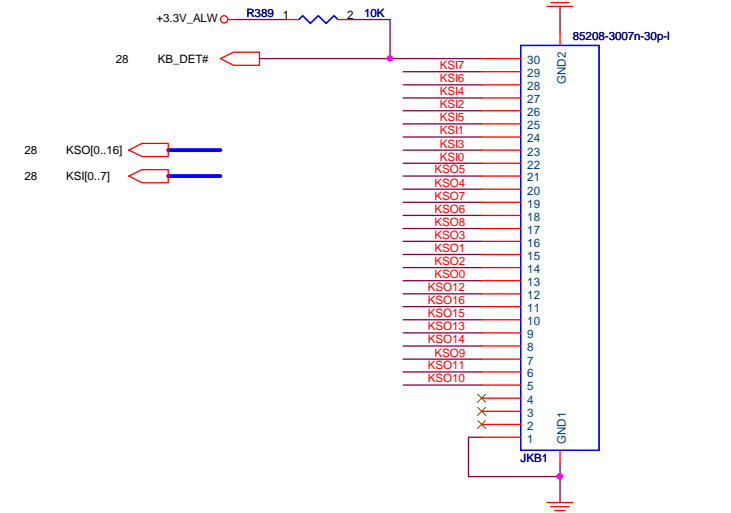 +3.3V_ALW R389 1 2 10K
85208-3007n-30p-l
28 KB_DET#
GND2
30
KSI7 29
KSI6 28
KSI4 27
KSI2 26
KSI5 25
KSI1 24
KSI3 23
KSI0 22
KSO5 21
KSO4 20
KSO7 19
KSO6 18
KSO8 17
KSO3 16
KSO1 15
KSO2 14
KSO0 13
KSO12 12
KSO16 11
KSO15 10
KSO13 9
KSO14 8
KSO9 7
KSO11 6
KSO10 5
4
3
2
1
GND1
JKB1
28 KSO[0..16]
28 KSI[0..7]